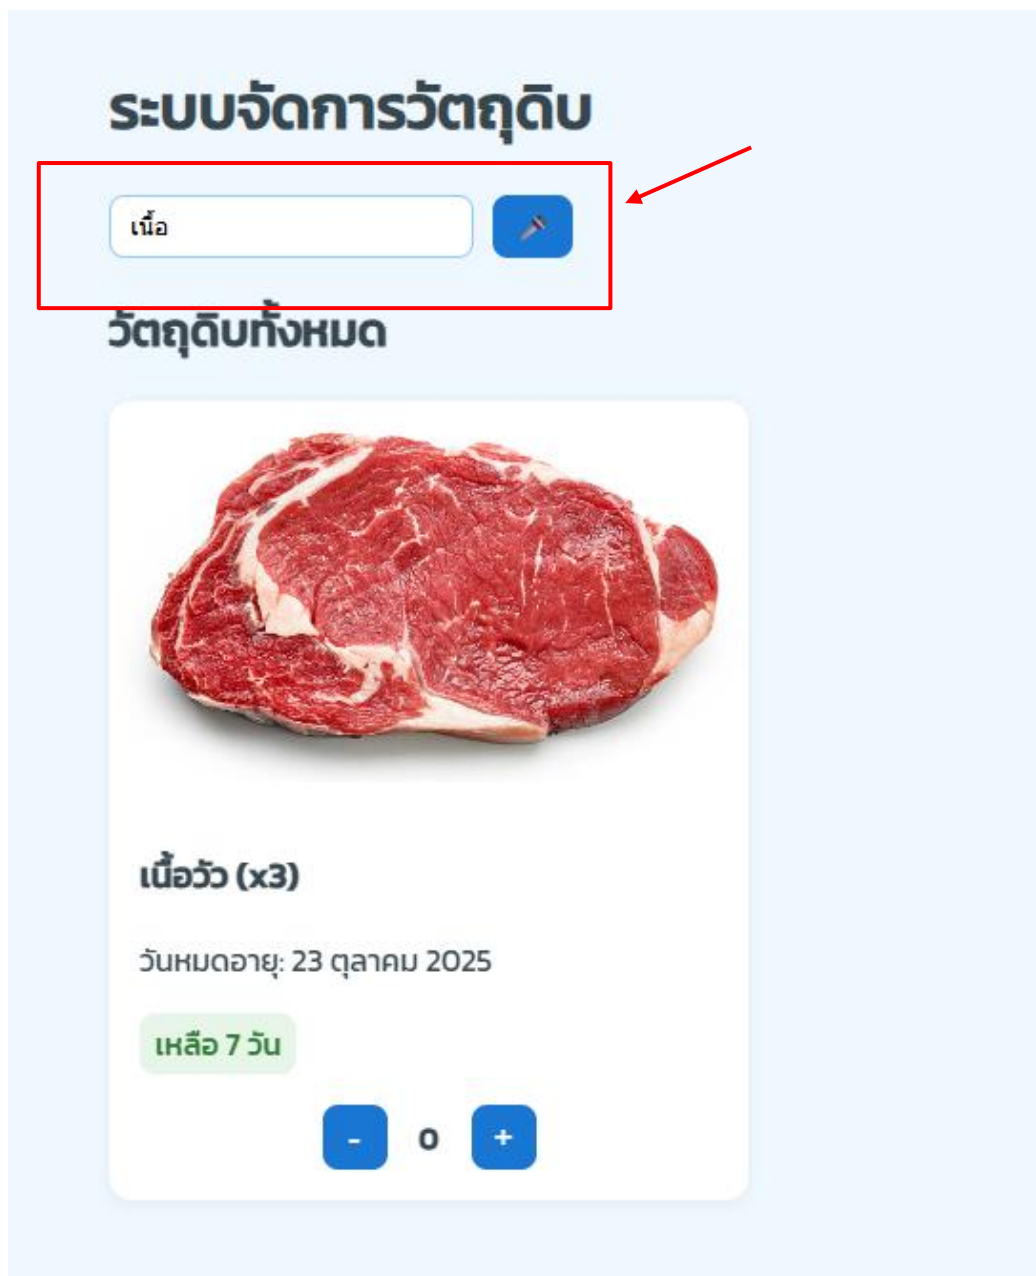 ระบบจัดการวัตถุดิบ
เนื้อ
วัตถุดิบทั้งหมด
เนื้อวัว (x3)
วันหมดอายุ: 23 ตุลาคม 2025
เหลือ 7 วัน
- 0 +